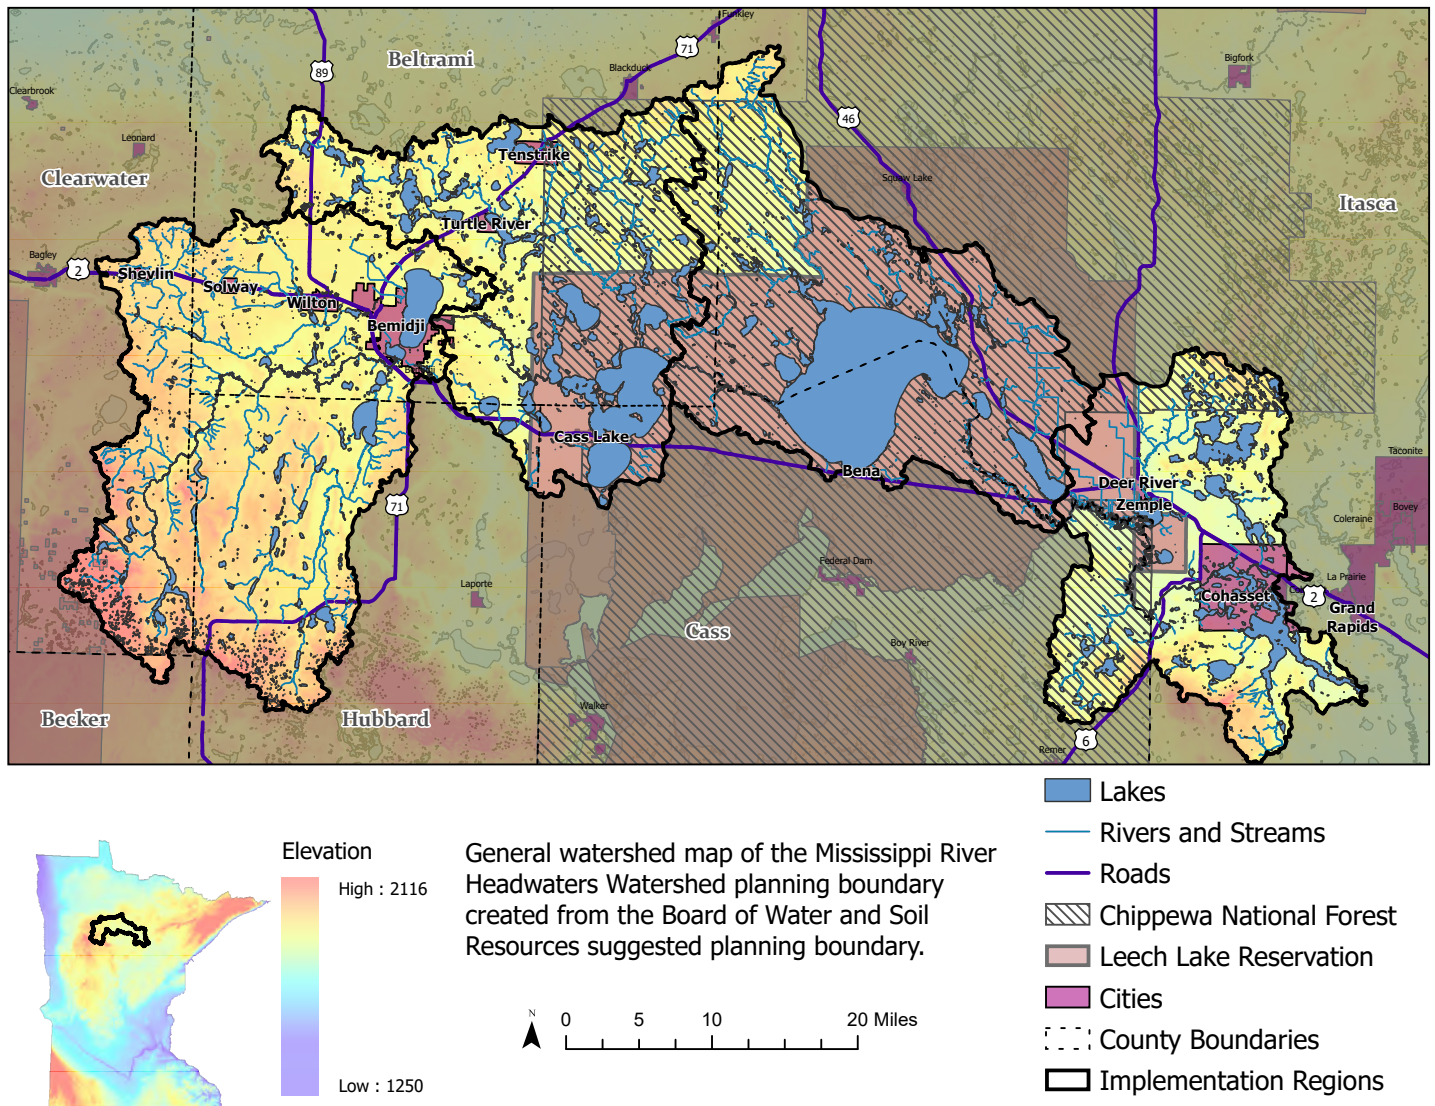 Funkley
71
Beltrami
89
Blackduck
Bigfork
Clearbrook
46
Leonard
Tenstrike
Clearwater
Squaw Lake
Itasca
Turtle River
Bagley
2
Shevlin
Solway
Wilton
Bemidji
Cass Lake
Bena
Taconite
Deer River
Zemple
71
Bovey
Coleraine
Federal Dam
Laporte
La Prairie
Cohasset
2
Grand
Rapids
Cass
Boy River
Becker
Hubbard
Walker
6
Remer
Lakes
Rivers and Streams
Roads
Chippewa National Forest
Leech Lake Reservation
Cities
County Boundaries
Implementation Regions
Elevation
High : 2116
Low : 1250
General watershed map of the Mississippi River
Headwaters Watershed planning boundary
created from the Board of Water and Soil
Resources suggested planning boundary.
N
0 5 10 20 Miles